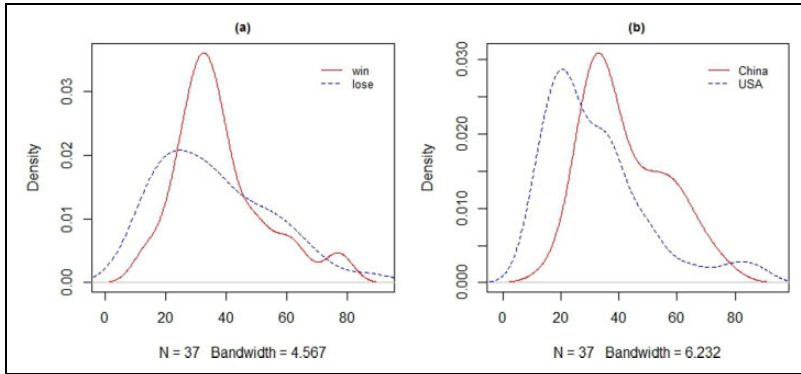 (a)
win
lose
Density
0.00 0.01 0.02 0.03
0 20 40 60 80
N = 37 Bandwidth = 4.567
(b)
China
USA
Density
0.000 0.010 0.020 0.030
0 20 40 60 80
N = 37 Bandwidth = 6.232